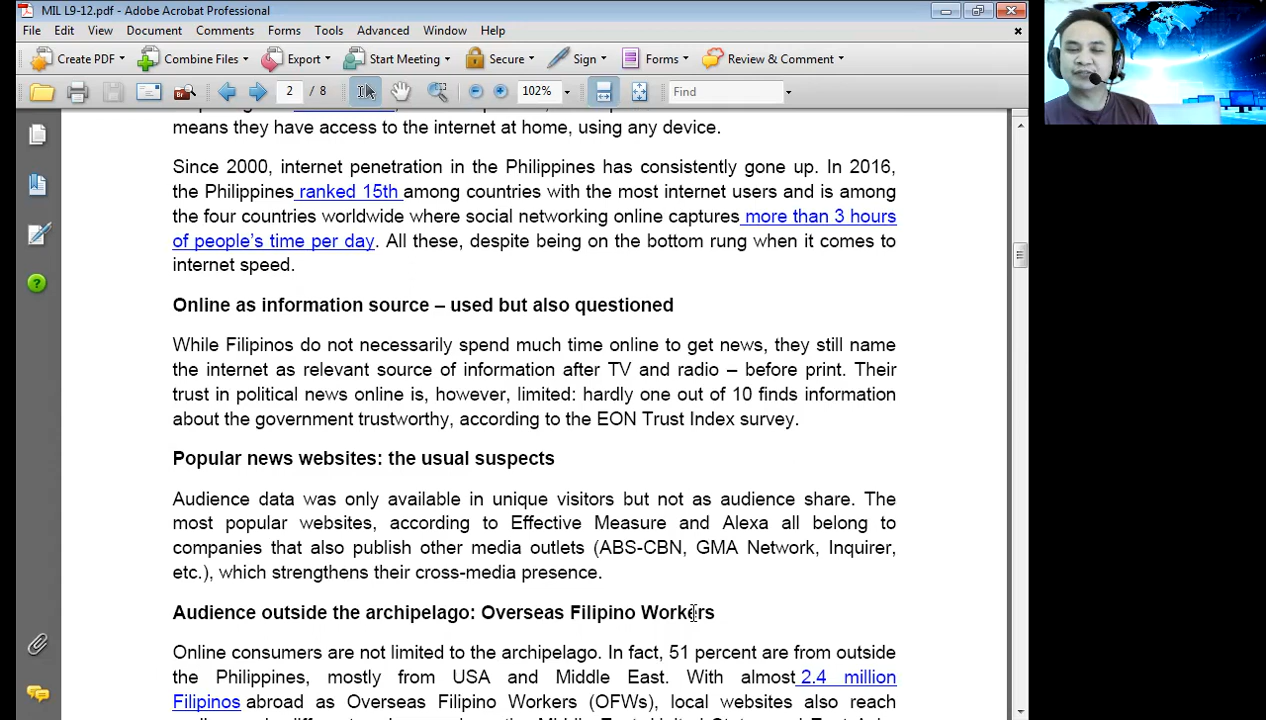 MIL L9-12.pdf - Adobe Acrobat Professional
File Edit View Document Comments Forms Tools Advanced Window Help
Create PDF Combine Files Export Start Meeting Secure Sign Forms Review & Comment
2 / 8 102% Find
means they have access to the internet at home, using any device.
Since 2000, internet penetration in the Philippines has consistently gone up. In 2016,
the Philippines ranked 15th among countries with the most internet users and is among
the four countries worldwide where social networking online captures more than 3 hours
of people's time per day. All these, despite being on the bottom rung when it comes to
internet speed.
Online as information source – used but also questioned
While Filipinos do not necessarily spend much time online to get news, they still name
the internet as relevant source of information after TV and radio – before print. Their
trust in political news online is, however, limited: hardly one out of 10 finds information
about the government trustworthy, according to the EON Trust Index survey.
Popular news websites: the usual suspects
Audience data was only available in unique visitors but not as audience share. The
most popular websites, according to Effective Measure and Alexa all belong to
companies that also publish other media outlets (ABS-CBN, GMA Network, Inquirer,
etc.), which strengthens their cross-media presence.
Audience outside the archipelago: Overseas Filipino Workers
Online consumers are not limited to the archipelago. In fact, 51 percent are from outside
the Philippines, mostly from USA and Middle East. With almost 2.4 million
Filipinos abroad as Overseas Filipino Workers (OFWs), local websites also reach